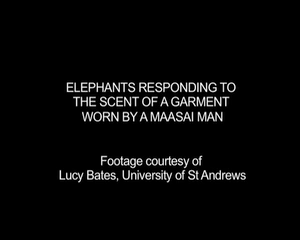 ELEPHANTS RESPONDING TO
THE SCENT OF A GARMENT
WORN BY A MAASAI MAN
Footage courtesy of
Lucy Bates, University of St Andrews